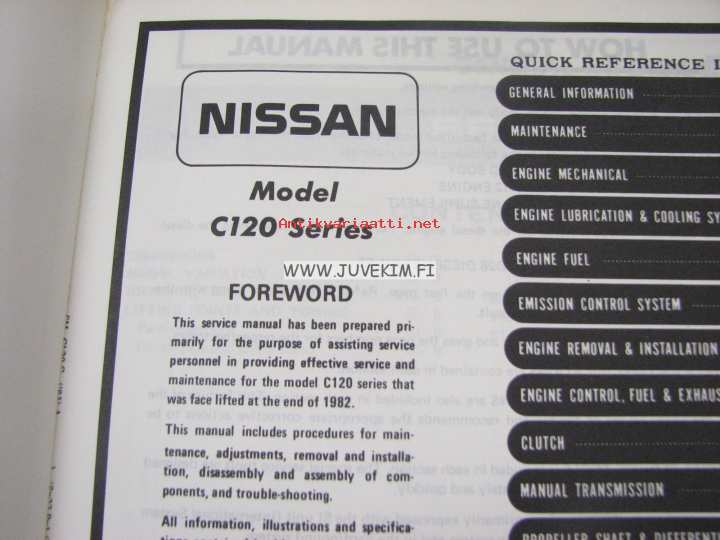 NISSAN
Model
C120 Series
Antikvariaatti.net
WWW.JUVEKIM.FI
FOREWORD
This service manual has been prepared pri-
marily for the purpose of assisting service
personnel in providing effective service and
maintenance for the model C120 series that
was face lifted at the end of 1982.
This manual includes procedures for main-
tenance, adjustments, removal and installa-
tion, disassembly and assembly of com-
ponents, and trouble-shooting.
All information, illustrations and specifica-
QUICK REFERENCE
GENERAL INFORMATION
MAINTENANCE
ENGINE MECHANICAL
ENGINE LUBRICATION & COOLING SY
ENGINE FUEL
EMISSION CONTROL SYSTEM
ENGINE REMOVAL & INSTALLATION
ENGINE CONTROL, FUEL & EXHAUS
CLUTCH
MANUAL TRANSMISSION
PROPELLER SHAFT & DIFFERENTI